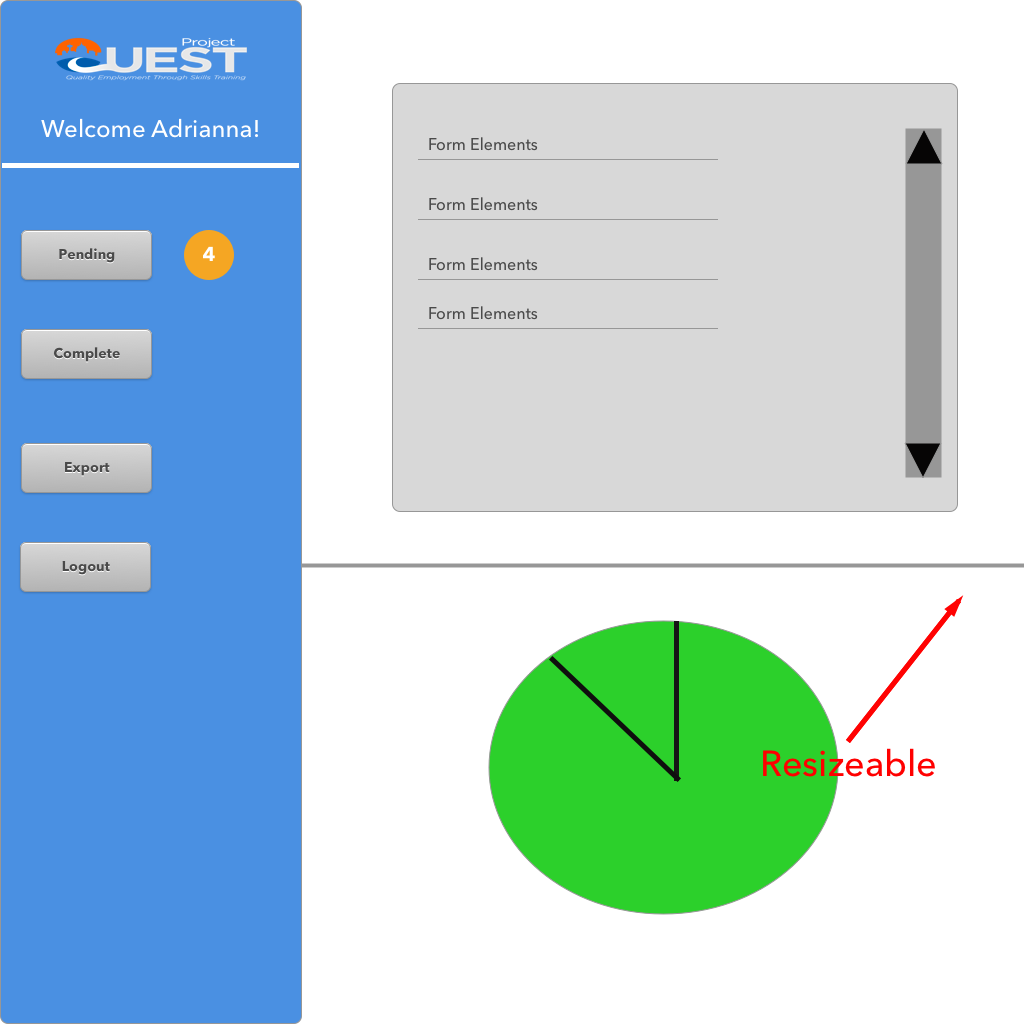 Project
QUEST
Quality Employment Through Skills Training
Welcome Adrianna!
Pending
4
Complete
Export
Logout
Form Elements
Form Elements
Form Elements
Form Elements
Resizeable